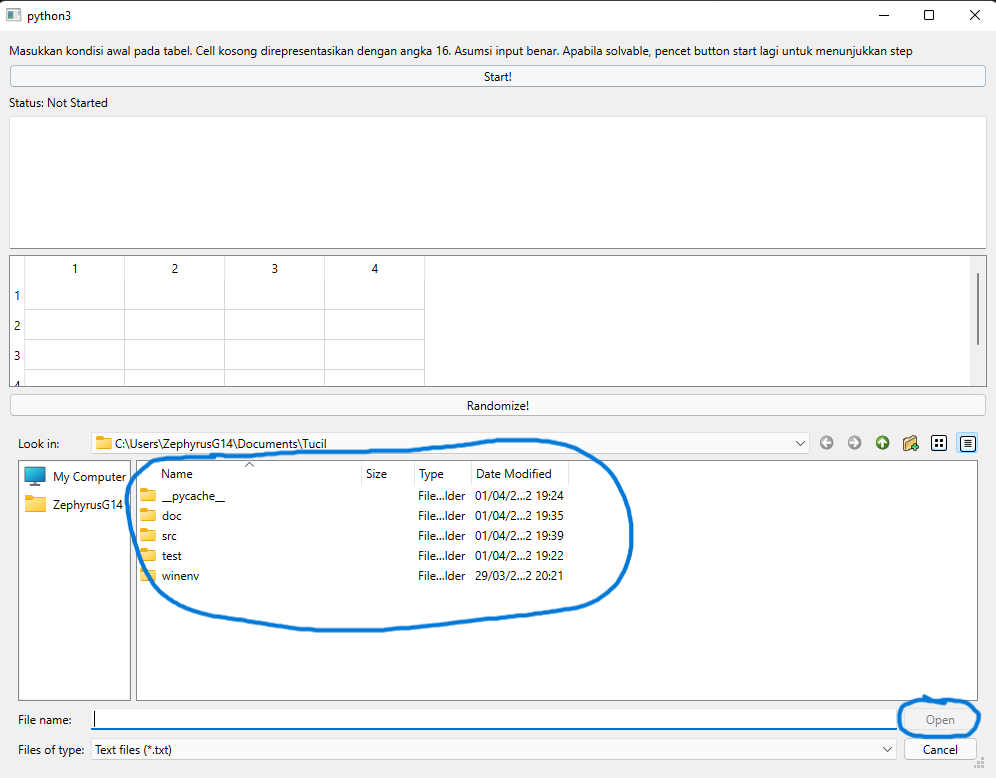 python3
Masukkan kondisi awal pada tabel. Cell kosong direpresentasikan dengan angka 16. Asumsi input benar. Apabila solvable, pencet button start lagi untuk menunjukkan step
Start!
Status: Not Started
1 2 3 4
1
2
3
4
Randomize!
Look in: C:\Users\ZephyrusG14\Documents\Tucil
My Computer
ZephyrusG14
Name Size Type Date Modified
__pycache__ File...lder 01/04/2...2 19:24
doc File...lder 01/04/2...2 19:35
src File...lder 01/04/2...2 19:39
test File...lder 01/04/2...2 19:22
winenv File...lder 29/03/2...2 20:21
File name: Open
Files of type: Text files (*.txt) Cancel